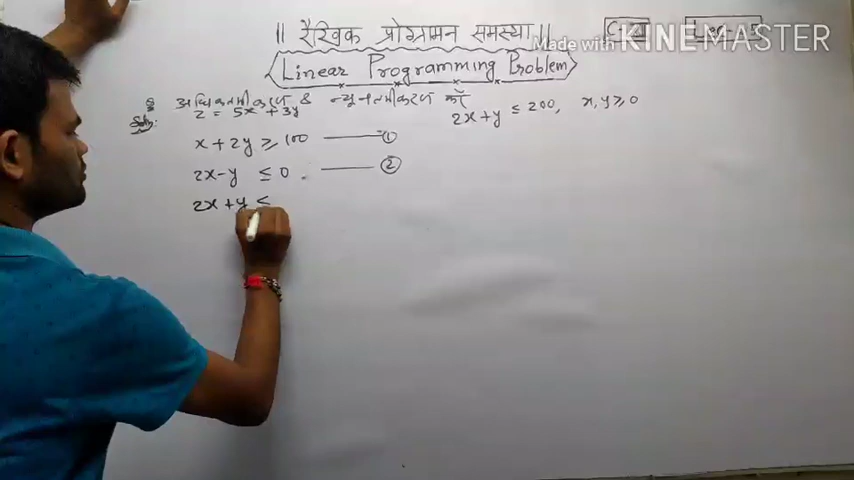 || रैखिक प्रोग्रामन समस्या ||
Made with KINEMASTER
Linear Programming Problem
अधिकतमीकरण & न्यूनतमीकरण करें
Z = 5x + 3y
2x+y ≤ 200, x,y ≥ 0
Soln:
x + 2y ≥ 100 ——— ①
2x-y ≤ 0 . ——— ②
2x + y ≤